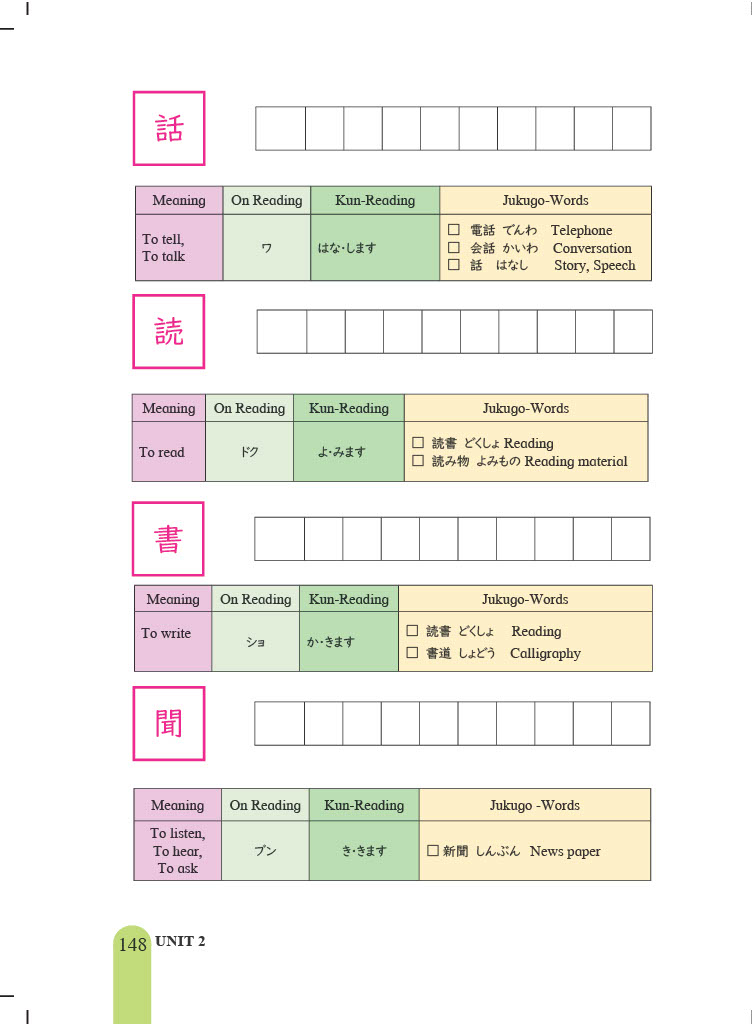 話
Meaning On Reading Kun-Reading Jukugo-Words
To tell,
To talk
ワ
はな・します
電話 でんわ Telephone
会話 かいわ Conversation
話 はなし Story, Speech
読
Meaning On Reading Kun-Reading Jukugo-Words
To read
ドク
よ・みます
読書 どくしょ Reading
読み物 よみもの Reading material
書
Meaning On Reading Kun-Reading Jukugo-Words
To write
ショ
か・きます
読書 どくしょ Reading
書道 しょどう Calligraphy
聞
Meaning On Reading Kun-Reading Jukugo -Words
To listen,
To hear,
To ask
ブン
き・きます
新聞 しんぶん News paper
148 UNIT 2